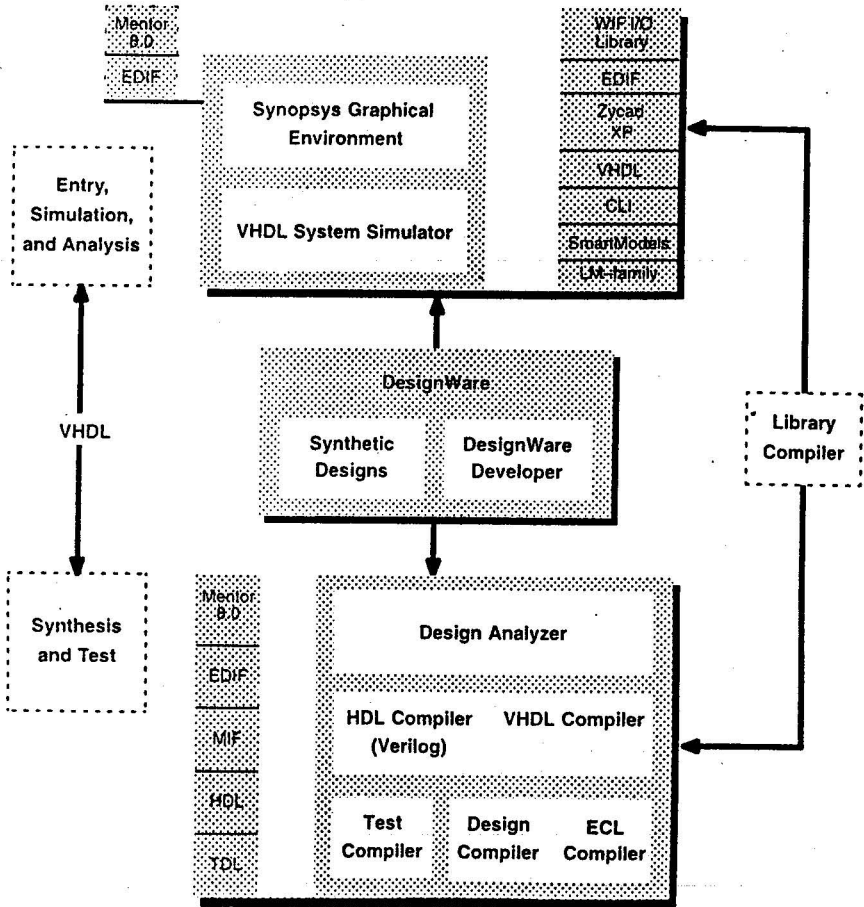 Mentor
8.0
EDIF
Synopsys Graphical
Environment
VHDL System Simulator
WIF I/O
Library
EDIF
Zycad
XP
VHDL
CLI
SmartModels
LM-family
Entry,
Simulation,
and Analysis
VHDL
Synthesis
and Test
DesignWare
Synthetic
Designs
DesignWare
Developer
Library
Compiler
Mentor
8.0
EDIF
MIF
HDL
TDL
Design Analyzer
HDL Compiler
(Verilog)
VHDL Compiler
Test
Compiler
Design
Compiler
ECL
Compiler